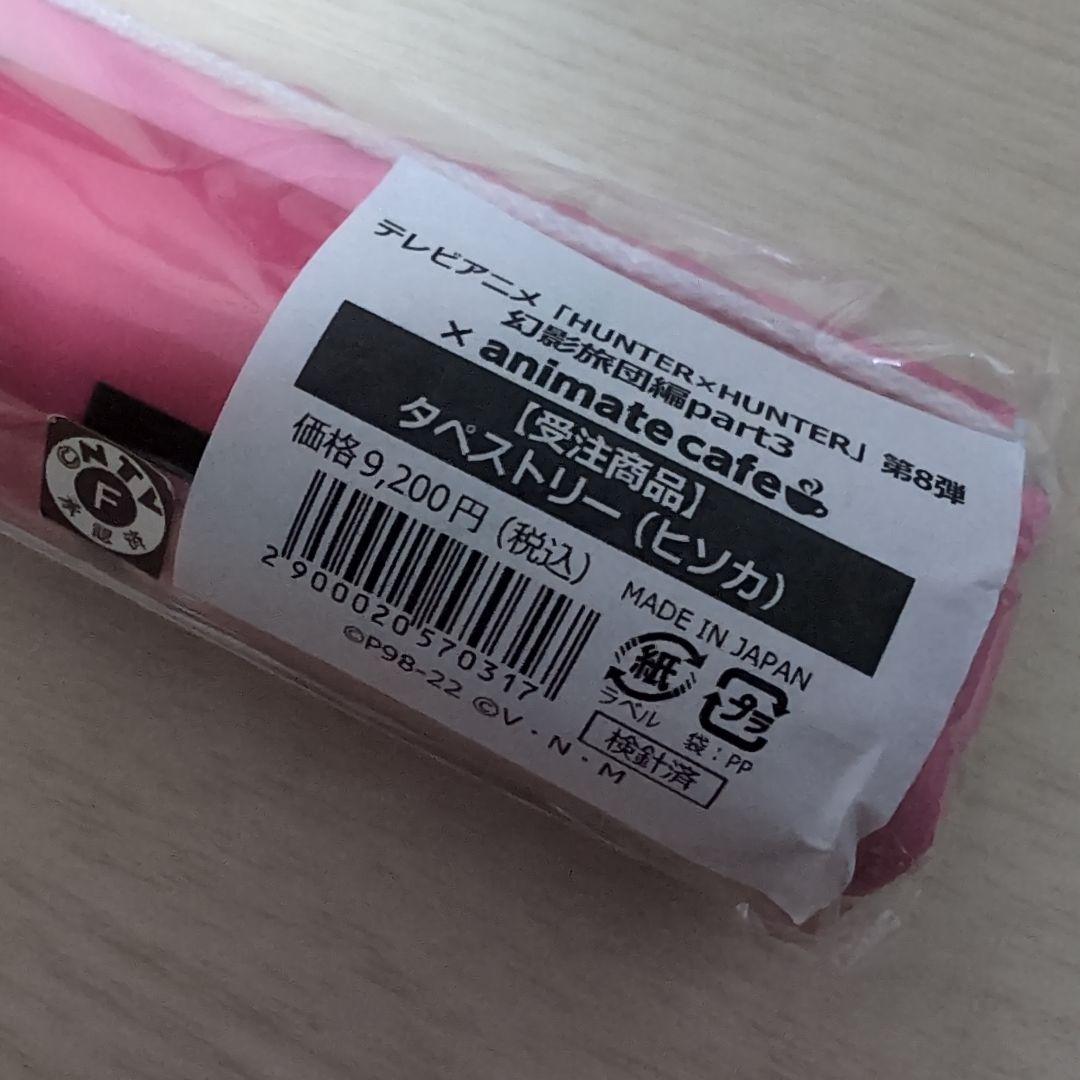 テレビアニメ「HUNTER×HUNTER」第8弾
幻影旅団編part3
× animate cafe
【受注商品】
タペストリー（ヒソカ）
価格9,200円（税込）
2900020570317
©P98-22 ©V・N・M
MADE IN JAPAN
紙
ラベル
プラ
袋：PP
検針済
©NTV
F
承認番